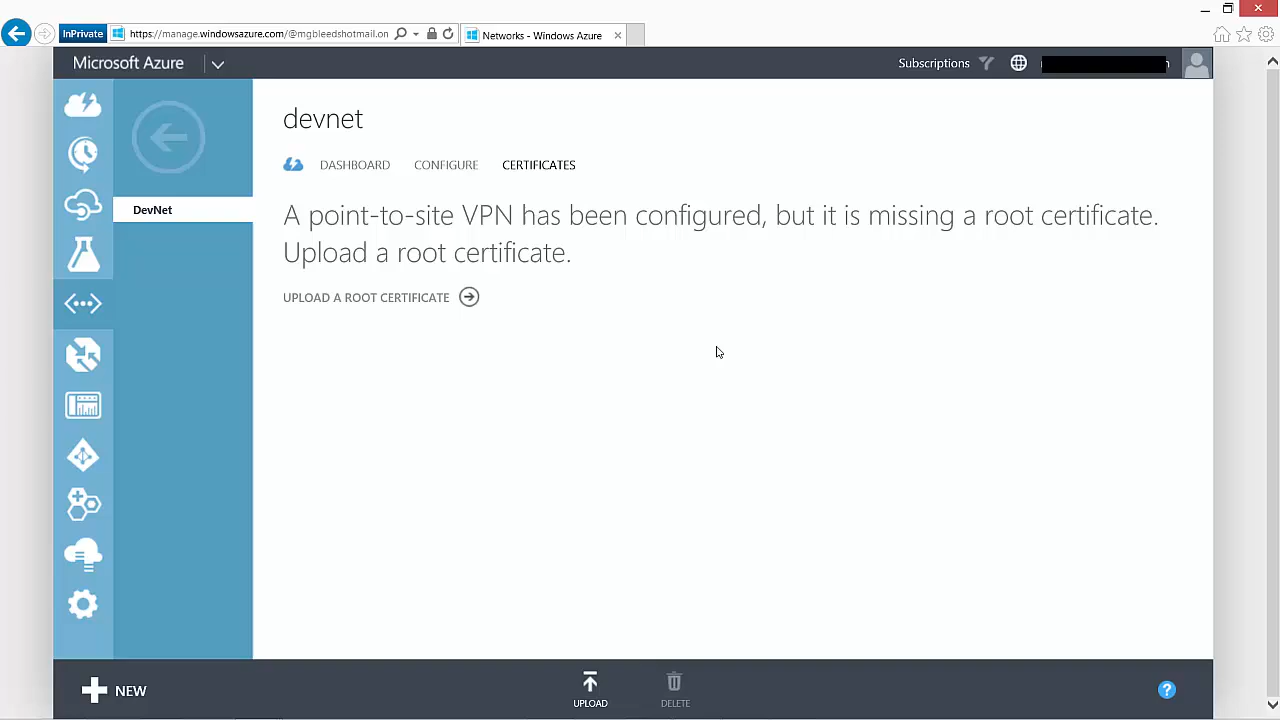 InPrivate
https://manage.windowsazure.com/@mgbleedshotmail.on
Networks - Windows Azure
Microsoft Azure
Subscriptions
devnet
DASHBOARD
CONFIGURE
CERTIFICATES
DevNet
A point-to-site VPN has been configured, but it is missing a root certificate.
Upload a root certificate.
UPLOAD A ROOT CERTIFICATE
NEW
UPLOAD
DELETE
?